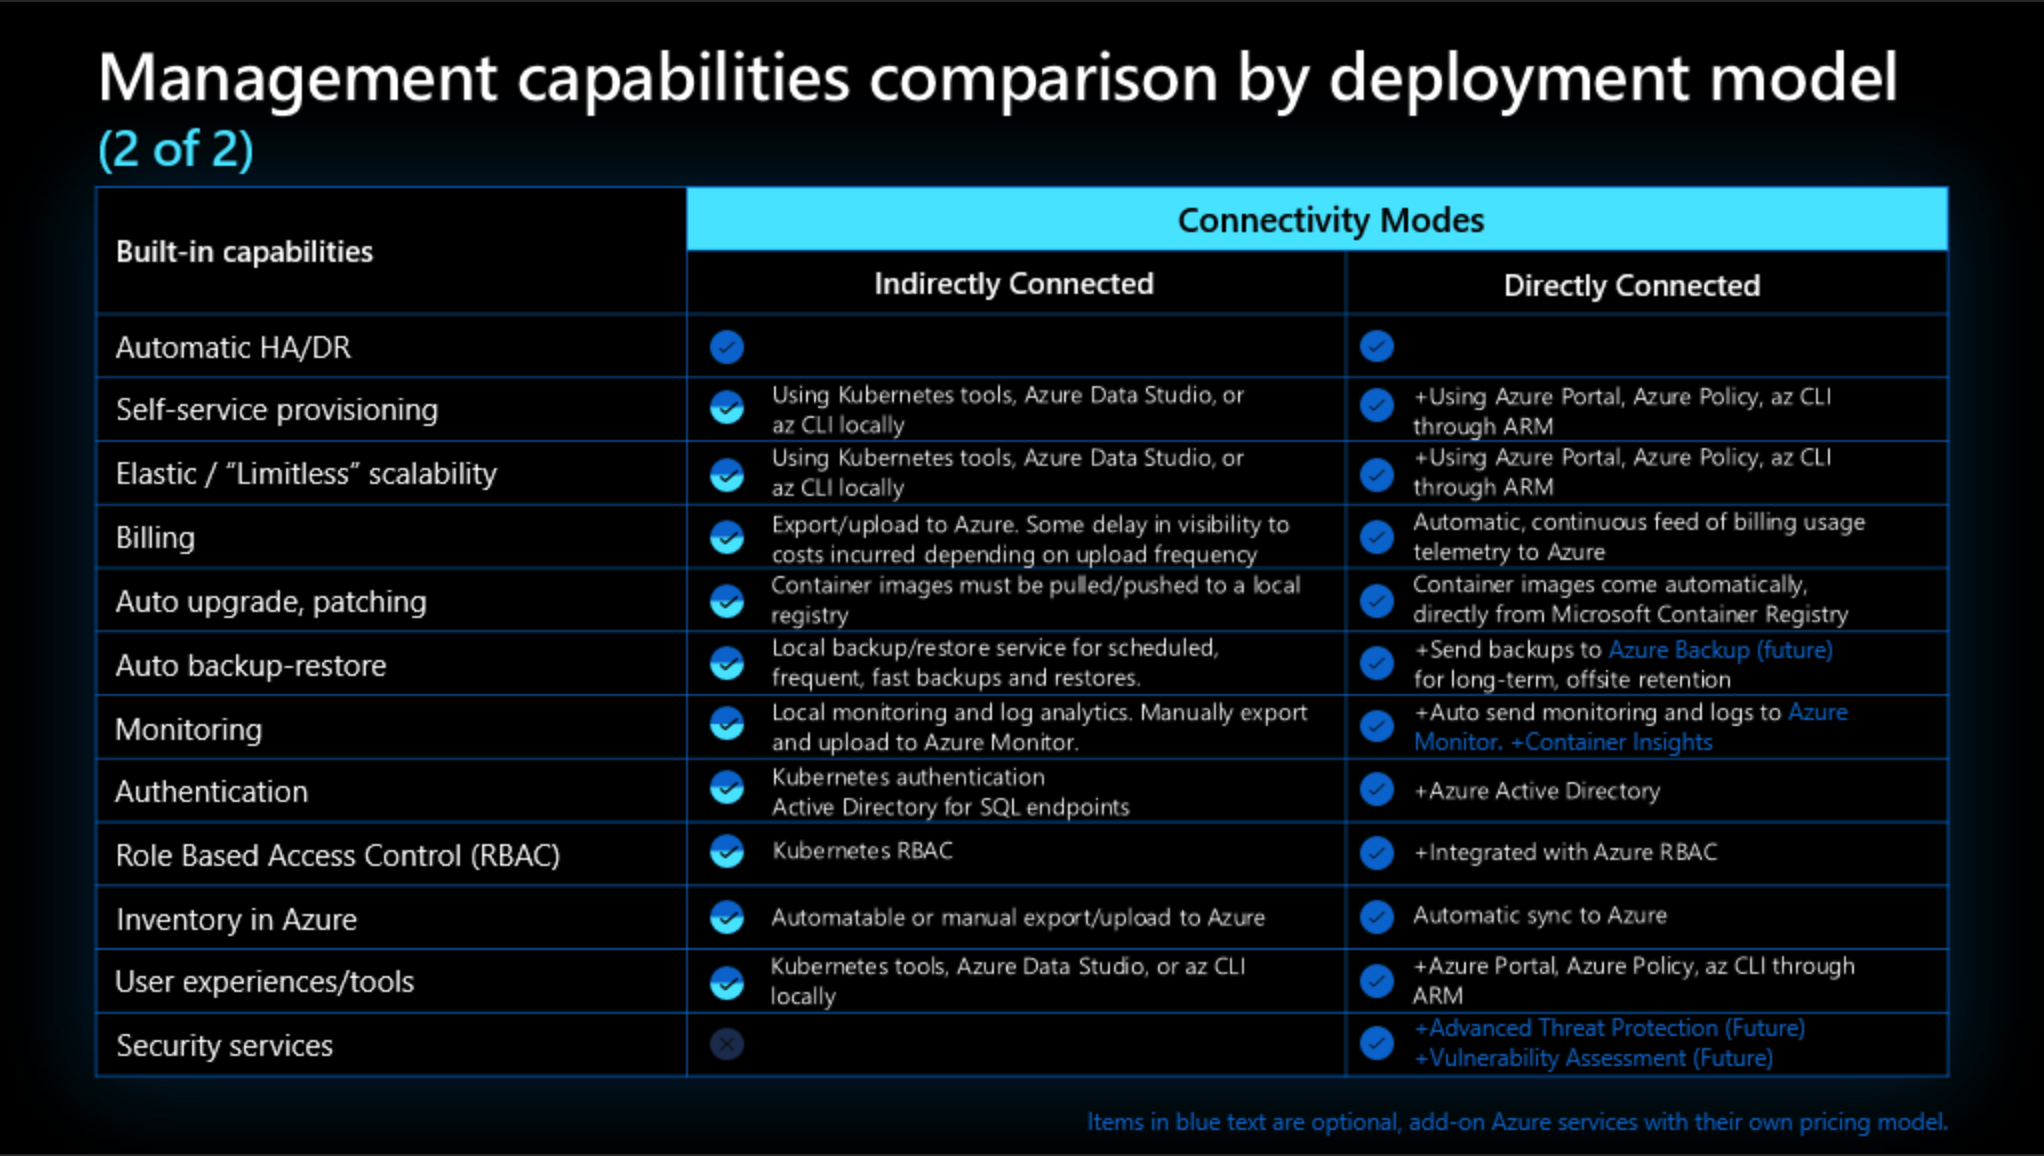 Management capabilities comparison by deployment model
(2 of 2)
Built-in capabilities
Connectivity Modes
Indirectly Connected
Directly Connected
Automatic HA/DR
Self-service provisioning
Using Kubernetes tools, Azure Data Studio, or
az CLI locally
+Using Azure Portal, Azure Policy, az CLI
through ARM
Elastic / “Limitless” scalability
Using Kubernetes tools, Azure Data Studio, or
az CLI locally
+Using Azure Portal, Azure Policy, az CLI
through ARM
Billing
Export/upload to Azure. Some delay in visibility to
costs incurred depending on upload frequency
Automatic, continuous feed of billing usage
telemetry to Azure
Auto upgrade, patching
Container images must be pulled/pushed to a local
registry
Container images come automatically,
directly from Microsoft Container Registry
Auto backup-restore
Local backup/restore service for scheduled,
frequent, fast backups and restores.
+Send backups to Azure Backup (future)
for long-term, offsite retention
Monitoring
Local monitoring and log analytics. Manually export
and upload to Azure Monitor.
+Auto send monitoring and logs to Azure
Monitor. +Container Insights
Authentication
Kubernetes authentication
Active Directory for SQL endpoints
+Azure Active Directory
Role Based Access Control (RBAC)
Kubernetes RBAC
+Integrated with Azure RBAC
Inventory in Azure
Automatable or manual export/upload to Azure
Automatic sync to Azure
User experiences/tools
Kubernetes tools, Azure Data Studio, or az CLI
locally
+Azure Portal, Azure Policy, az CLI through
ARM
Security services
+Advanced Threat Protection (Future)
+Vulnerability Assessment (Future)
Items in blue text are optional, add-on Azure services with their own pricing model.